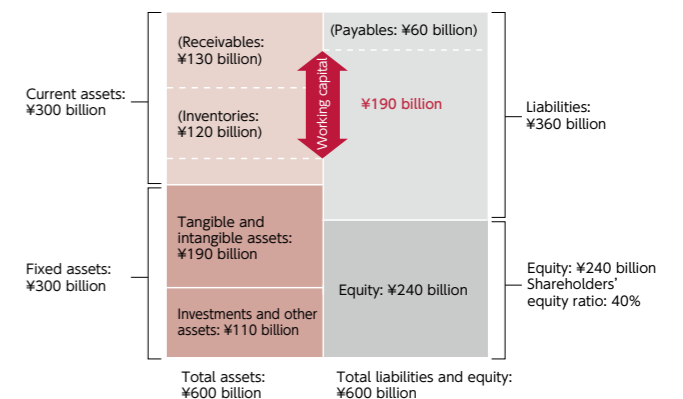 Current assets:
¥300 billion
Fixed assets:
¥300 billion
(Receivables:
¥130 billion)
(Inventories:
¥120 billion)
Tangible and
intangible assets:
¥190 billion
Investments and other
assets: ¥110 billion
Working capital
(Payables: ¥60 billion)
¥190 billion
Equity: ¥240 billion
Liabilities:
¥360 billion
Equity: ¥240 billion
Shareholders'
equity ratio: 40%
Total assets:
¥600 billion
Total liabilities and equity:
¥600 billion